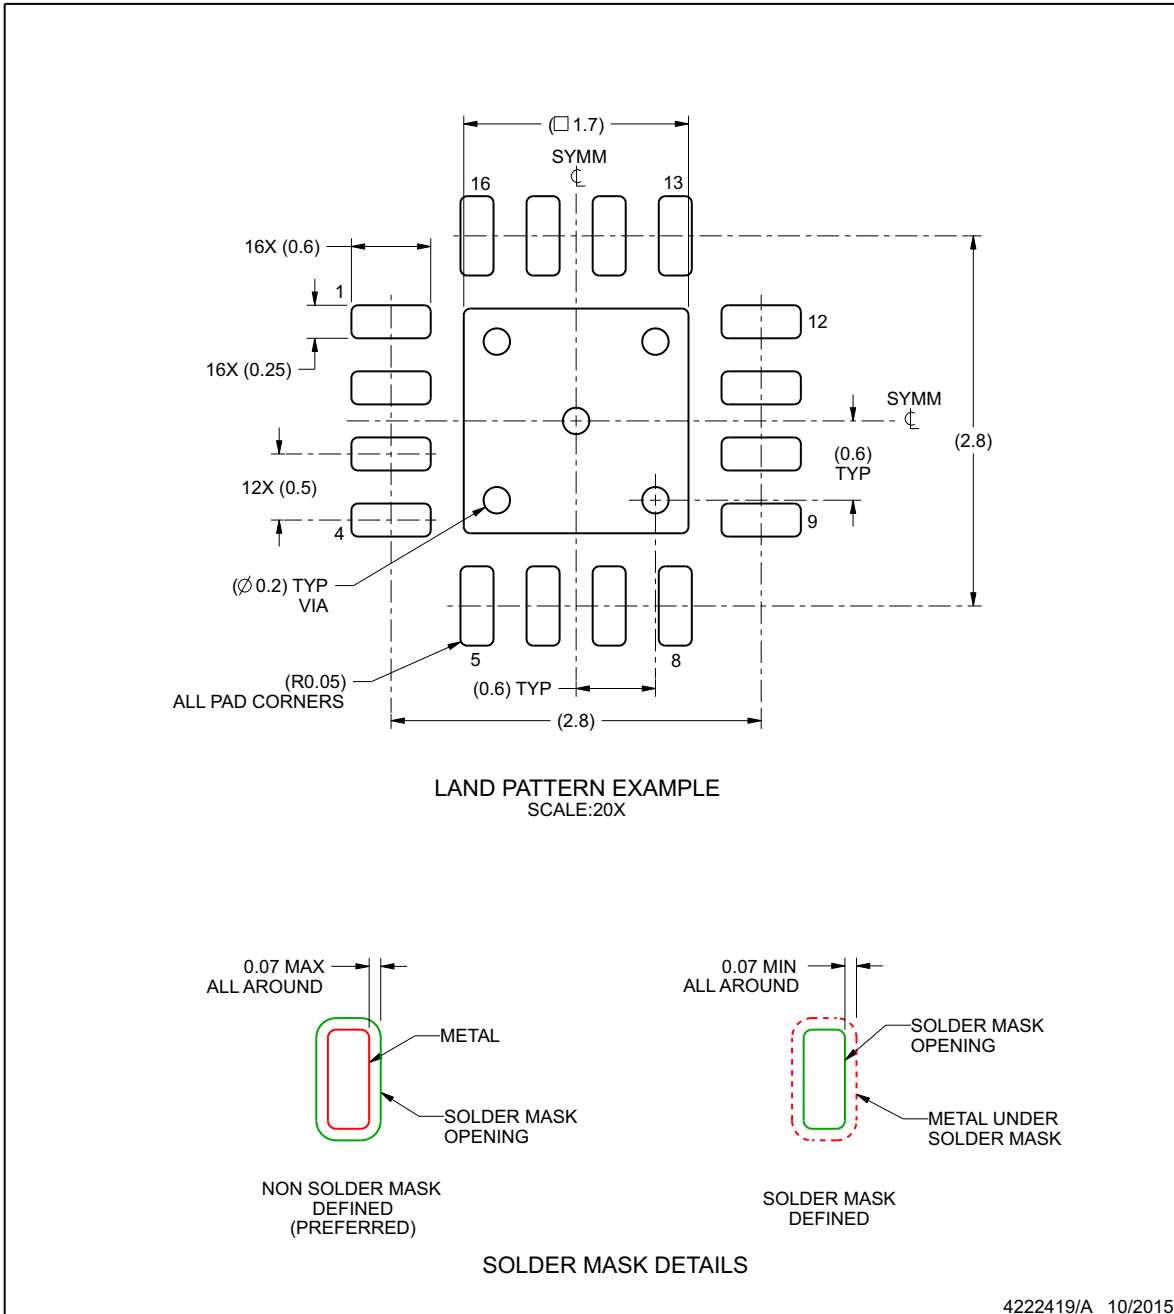 (□ 1.7)
SYMM
℄
16
13
16X (0.6)
1
12
16X (0.25)
SYMM
℄
(2.8)
(0.6)
TYP
12X (0.5)
4
9
(∅ 0.2) TYP
VIA
5
8
(R0.05)
ALL PAD CORNERS
(0.6) TYP
(2.8)
LAND PATTERN EXAMPLE
SCALE:20X
0.07 MAX
ALL AROUND
METAL
SOLDER MASK
OPENING
NON SOLDER MASK
DEFINED
(PREFERRED)
0.07 MIN
ALL AROUND
SOLDER MASK
OPENING
METAL UNDER
SOLDER MASK
SOLDER MASK
DEFINED
SOLDER MASK DETAILS
4222419/A 10/2015